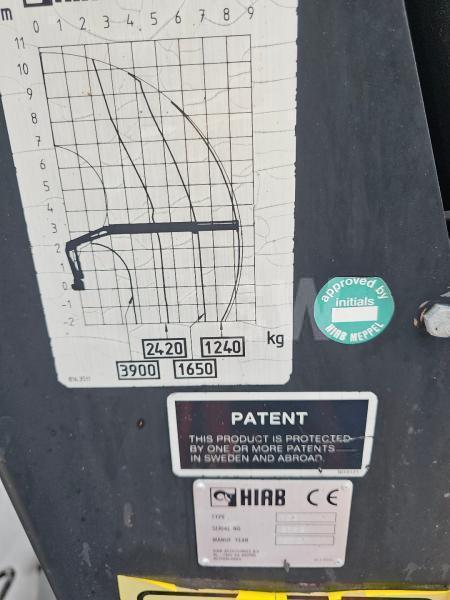 HIAB
m 0 1 2 3 4 5 6 7 8 9
11
10
9
8
7
6
5
4
3
2
1
0
-1
-2
2420 1240 kg
3900 1650
approved by
initials
HIAB MEPPEL
PATENT
THIS PRODUCT IS PROTECTED
BY ONE OR MORE PATENTS
IN SWEDEN AND ABROAD.
HIAB CE
TYPE
SERIAL NO
MANUF YEAR